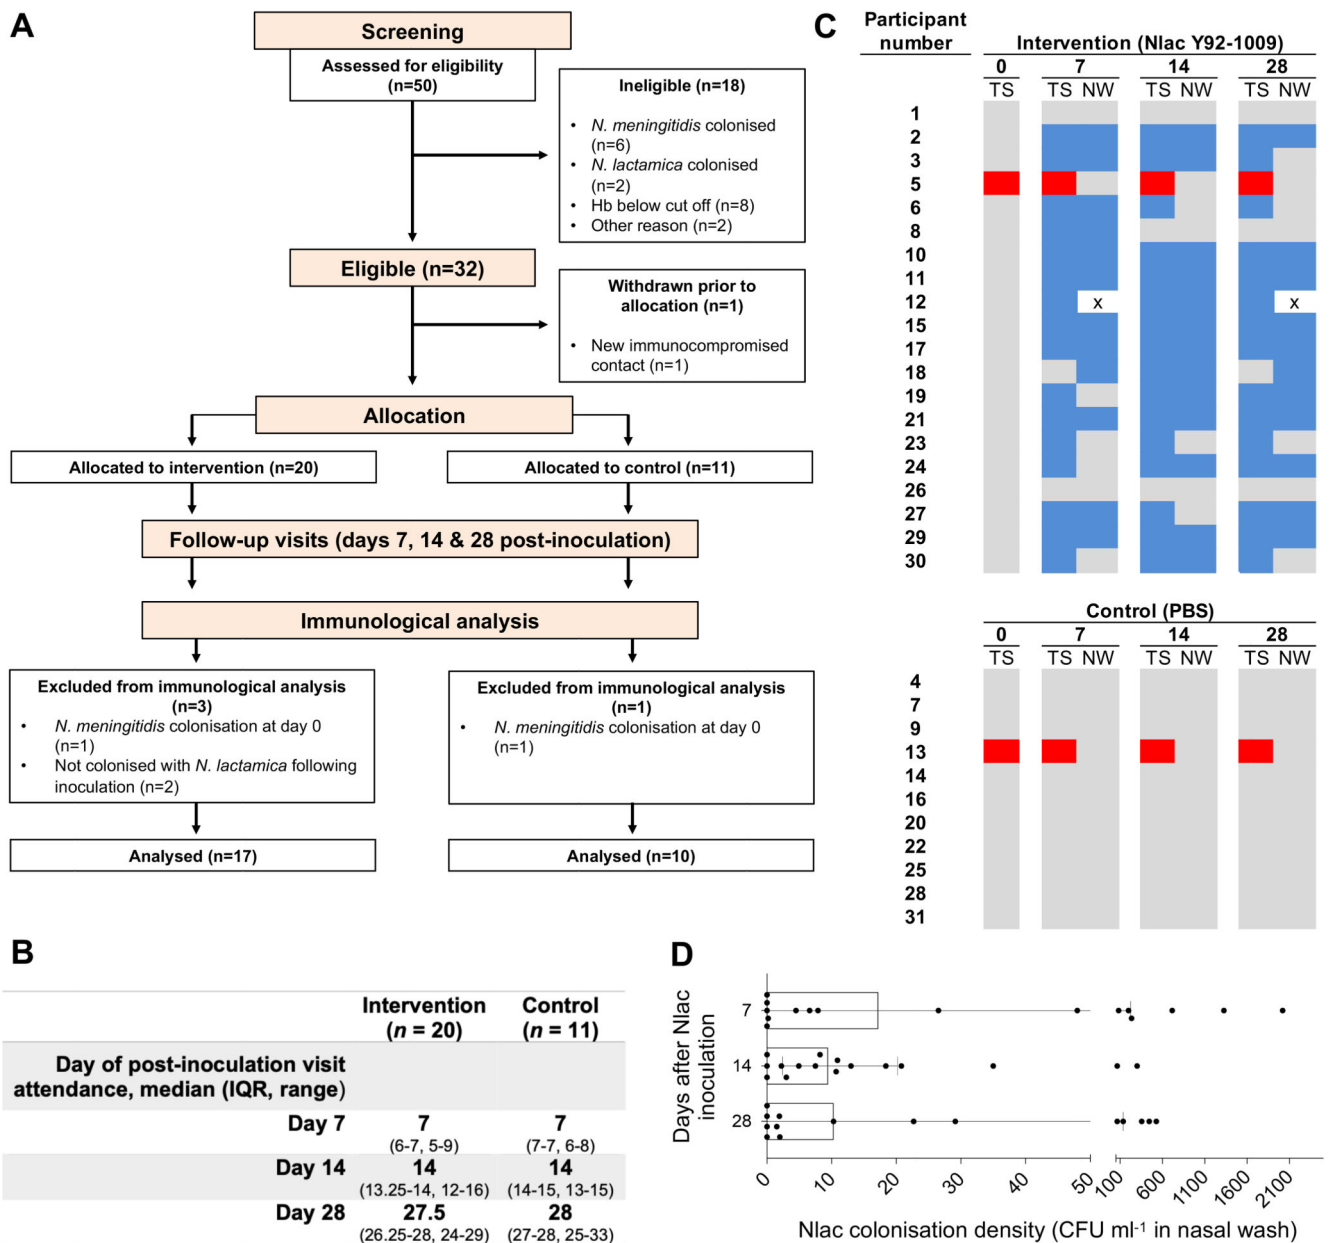 A
Screening
Assessed for eligibility
(n=50)
Ineligible (n=18)
• N. meningitidis colonised
(n=6)
• N. lactamica colonised
(n=2)
• Hb below cut off (n=8)
• Other reason (n=2)
Eligible (n=32)
Withdrawn prior to
allocation (n=1)
• New immunocompromised
contact (n=1)
Allocation
Allocated to intervention (n=20)
Allocated to control (n=11)
Follow-up visits (days 7, 14 & 28 post-inoculation)
Immunological analysis
Excluded from immunological analysis
(n=3)
• N. meningitidis colonisation at day 0
(n=1)
• Not colonised with N. lactamica following
inoculation (n=2)
Excluded from immunological analysis
(n=1)
• N. meningitidis colonisation at day 0
(n=1)
Analysed (n=17)
Analysed (n=10)
B
Intervention Control
(n = 20) (n = 11)
Day of post-inoculation visit
attendance, median (IQR, range)
Day 7 7 7
(6-7, 5-9) (7-7, 6-8)
Day 14 14 14
(13.25-14, 12-16) (14-15, 13-15)
Day 28 27.5 28
(26.25-28, 24-29) (27-28, 25-33)
C
Participant
number
Intervention (Nlac Y92-1009)
0 7 14 28
TS TS NW TS NW TS NW
1
2
3
5
6
8
10
11
12 x x
15
17
18
19
21
23
24
26
27
29
30
Control (PBS)
0 7 14 28
TS TS NW TS NW TS NW
4
7
9
13
14
16
20
22
25
28
31
D
Days after Nlac
inoculation
7
14
28
0 10 20 30 40 50 100 600 1100 1600 2100
Nlac colonisation density (CFU ml⁻¹ in nasal wash)